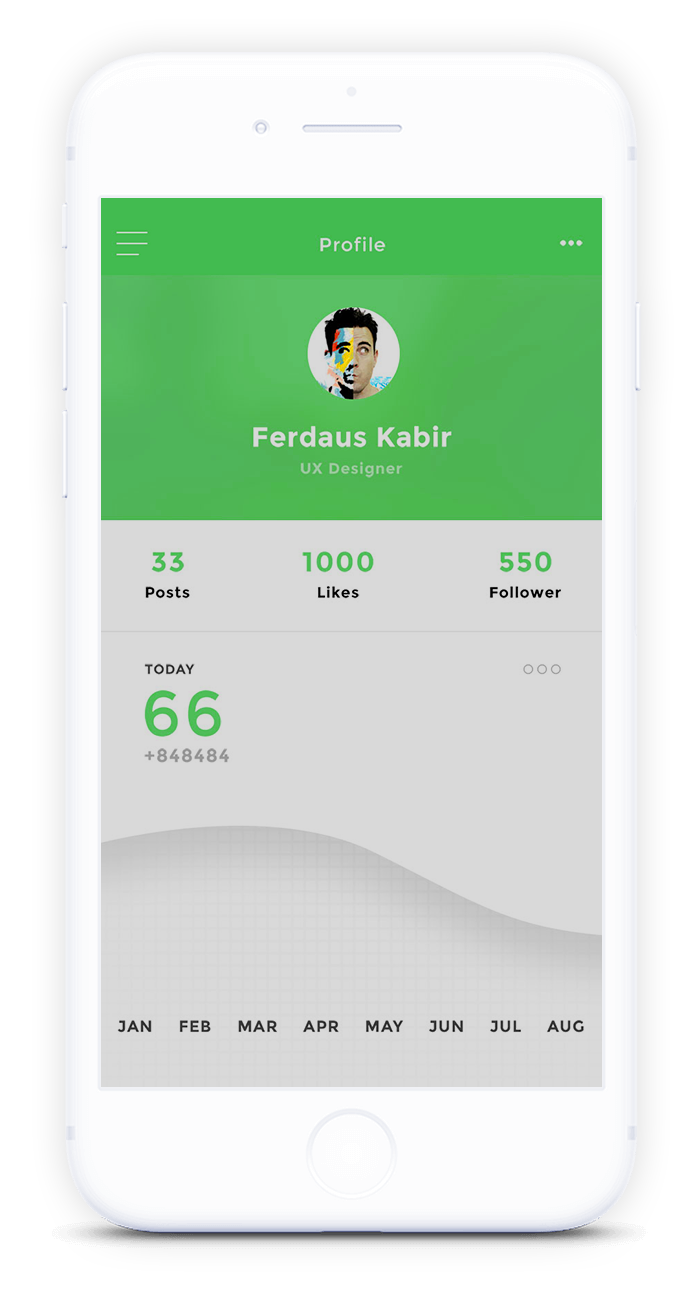 Profile
Ferdaus Kabir
UX Designer
33 1000 550
Posts Likes Follower
TODAY
66
+848484
JAN FEB MAR APR MAY JUN JUL AUG